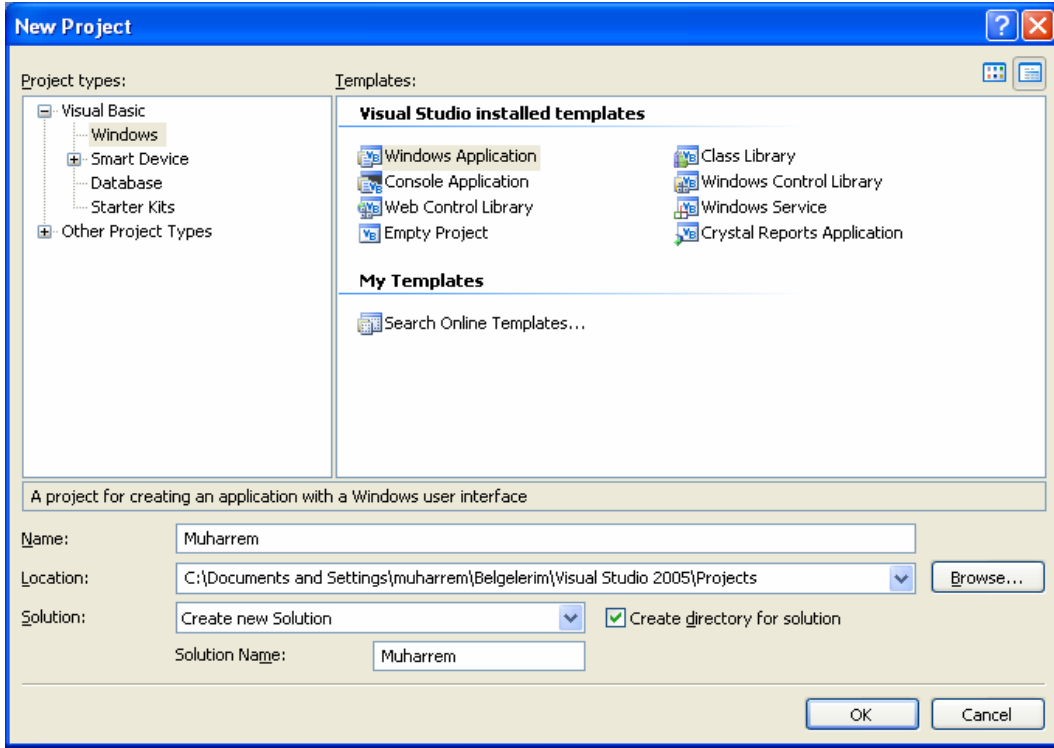 New Project
Project types:
Templates:
Visual Basic
Windows
Smart Device
Database
Starter Kits
Other Project Types
Visual Studio installed templates
Windows Application
Class Library
Console Application
Windows Control Library
Web Control Library
Windows Service
Empty Project
Crystal Reports Application
My Templates
Search Online Templates...
A project for creating an application with a Windows user interface
Name:
Muharrem
Location:
C:\Documents and Settings\muharrem\Belgelerim\Visual Studio 2005\Projects
Browse...
Solution:
Create new Solution
Create directory for solution
Solution Name:
Muharrem
OK
Cancel